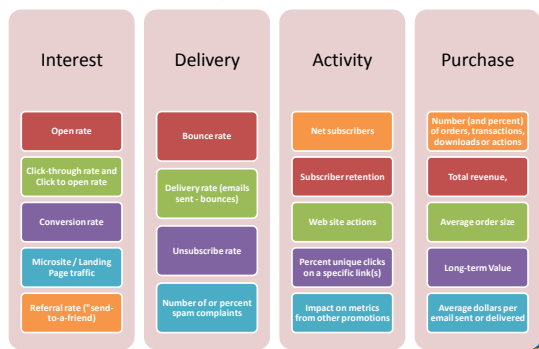 Interest
Open rate
Click-through rate and
Click to open rate
Conversion rate
Microsite / Landing
Page traffic
Referral rate ("send-
to-a-friend)
Delivery
Bounce rate
Delivery rate (emails
sent - bounces)
Unsubscribe rate
Number of or percent
spam complaints
Activity
Net subscribers
Subscriber retention
Web site actions
Percent unique clicks
on a specific link(s)
Impact on metrics
from other promotions
Purchase
Number (and percent)
of orders, transactions,
downloads or actions
Total revenue,
Average order size
Long-term Value
Average dollars per
email sent or delivered